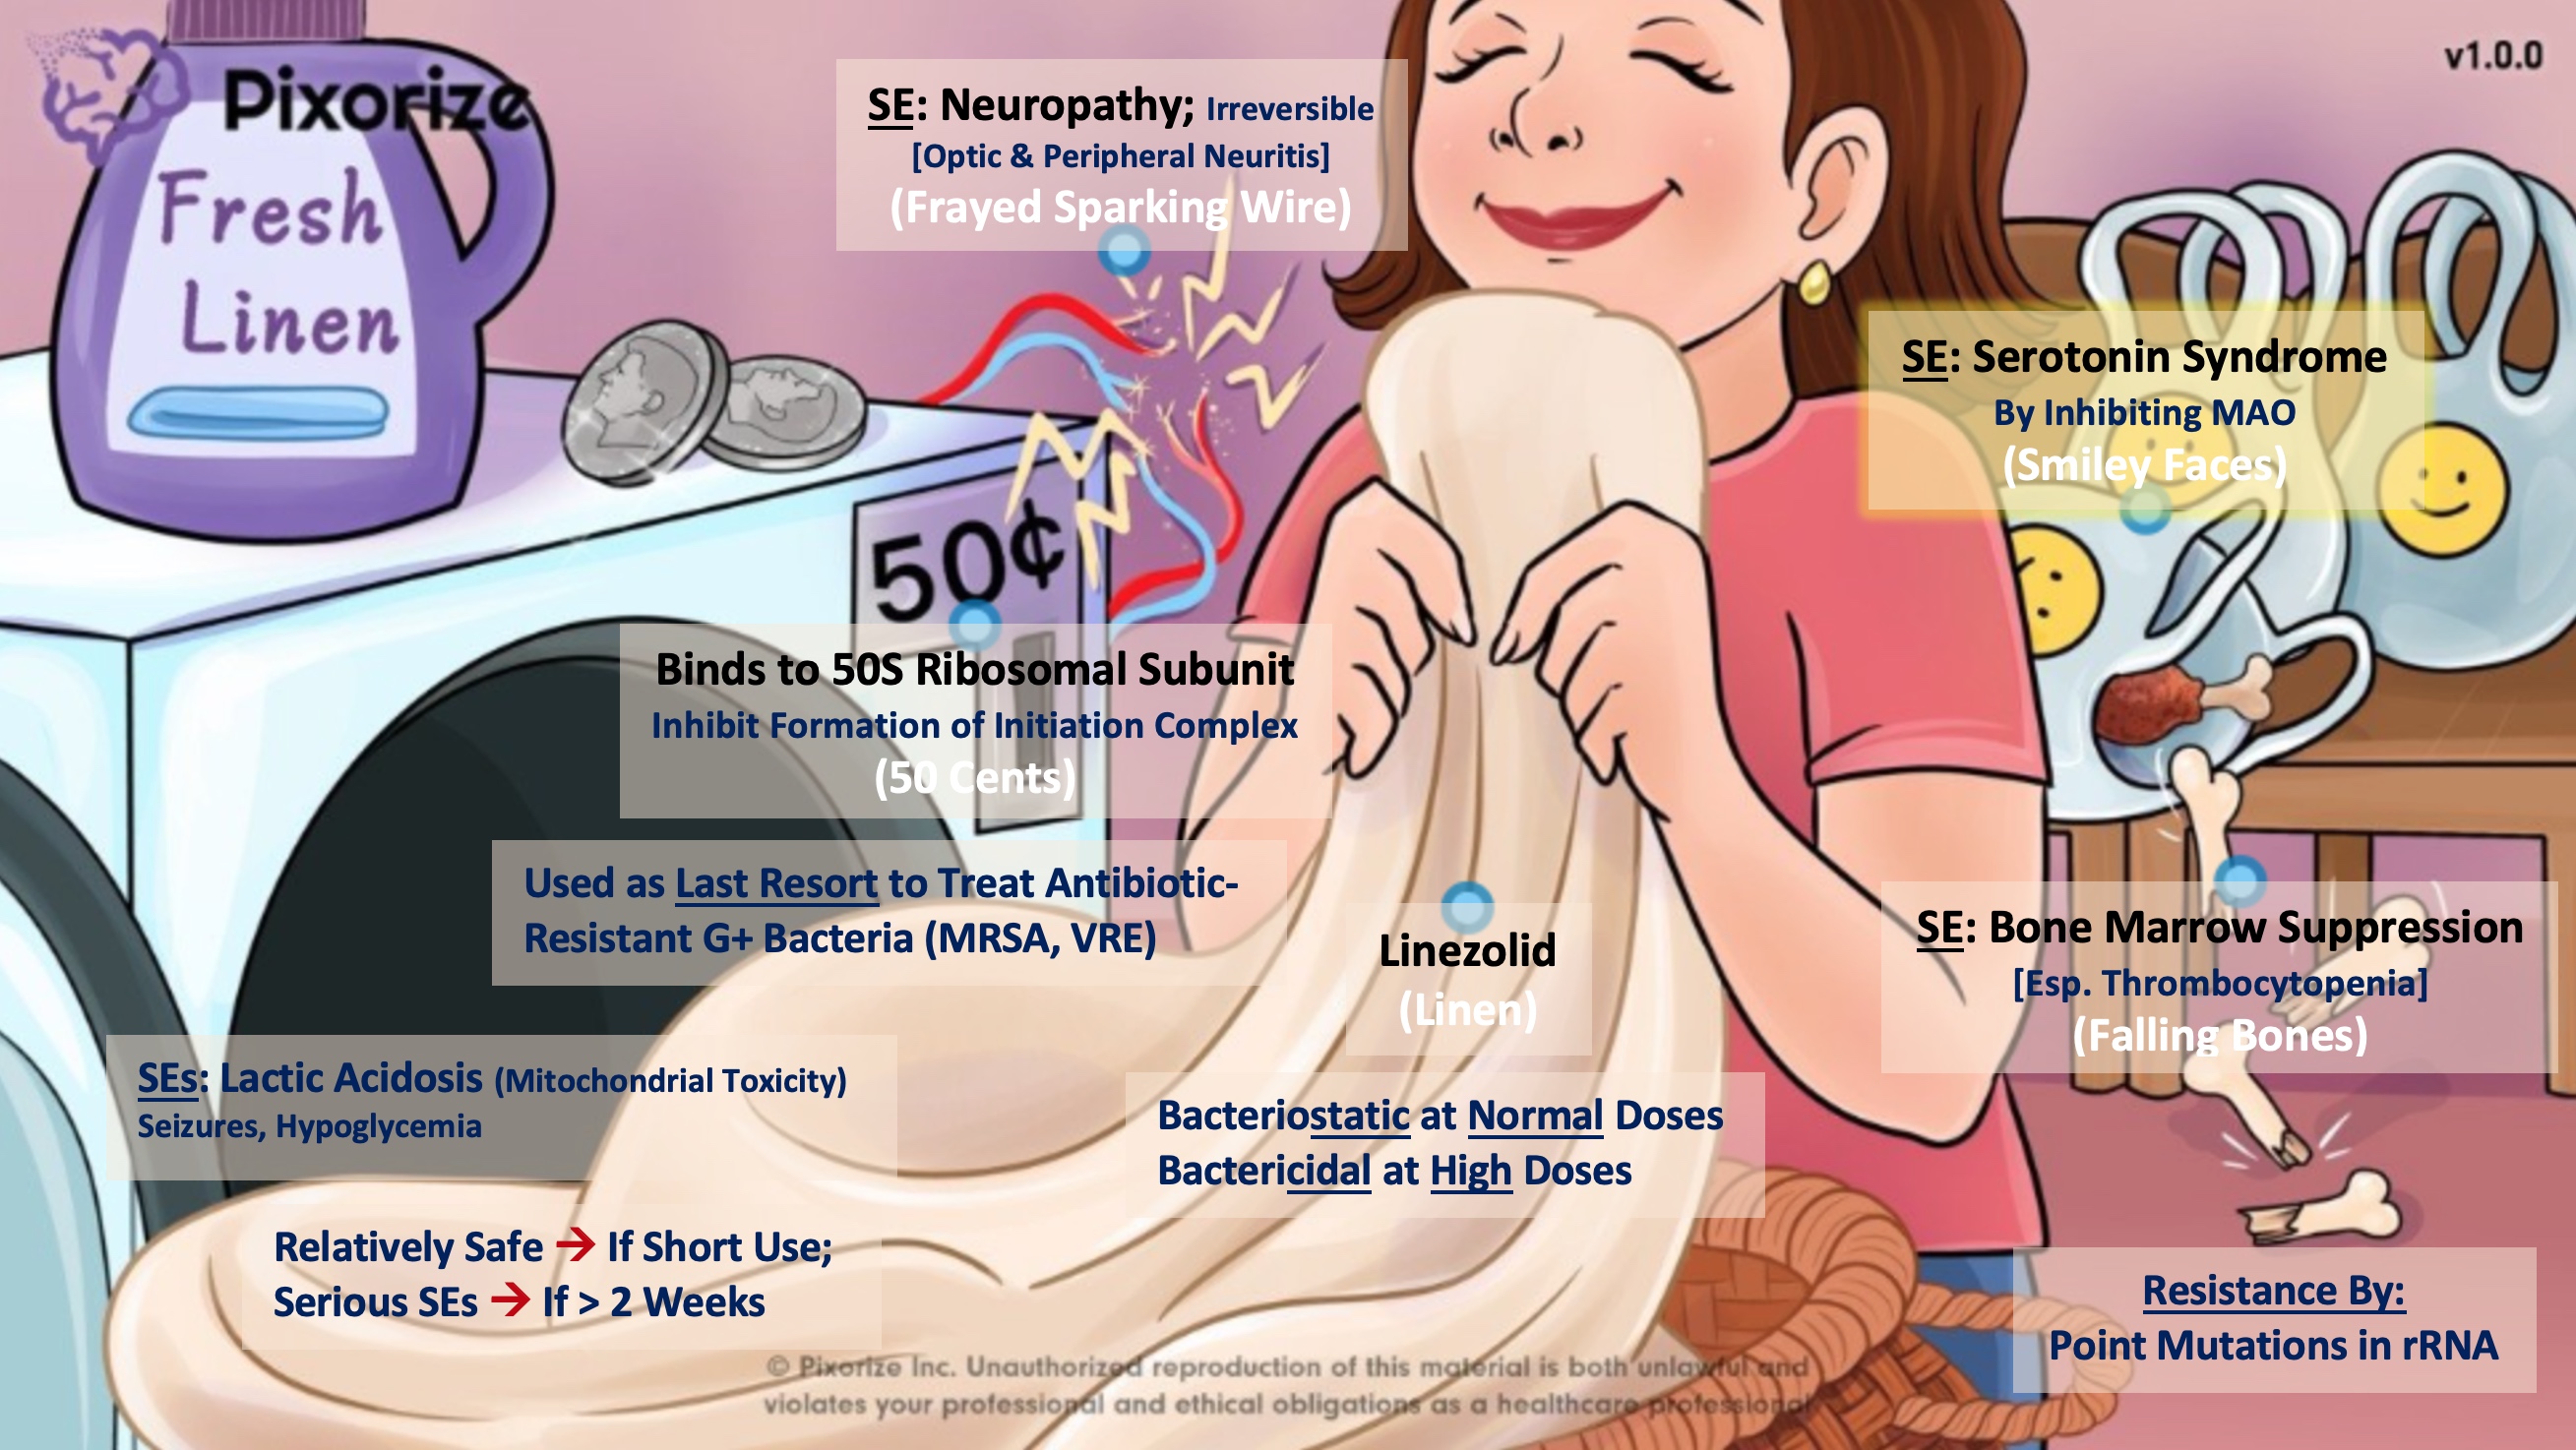 Pixorize
v1.0.0
Fresh
Linen
SE: Neuropathy; Irreversible
[Optic & Peripheral Neuritis]
(Frayed Sparking Wire)
SE: Serotonin Syndrome
By Inhibiting MAO
(Smiley Faces)
50¢
Binds to 50S Ribosomal Subunit
Inhibit Formation of Initiation Complex
(50 Cents)
Used as Last Resort to Treat Antibiotic-
Resistant G+ Bacteria (MRSA, VRE)
Linezolid
(Linen)
SE: Bone Marrow Suppression
[Esp. Thrombocytopenia]
(Falling Bones)
SEs: Lactic Acidosis (Mitochondrial Toxicity)
Seizures, Hypoglycemia
Bacteriostatic at Normal Doses
Bactericidal at High Doses
Relatively Safe → If Short Use;
Serious SEs → If > 2 Weeks
Resistance By:
Point Mutations in rRNA
© Pixorize Inc. Unauthorized reproduction of this material is both unlawful and
violates your professional and ethical obligations as a healthcare professional